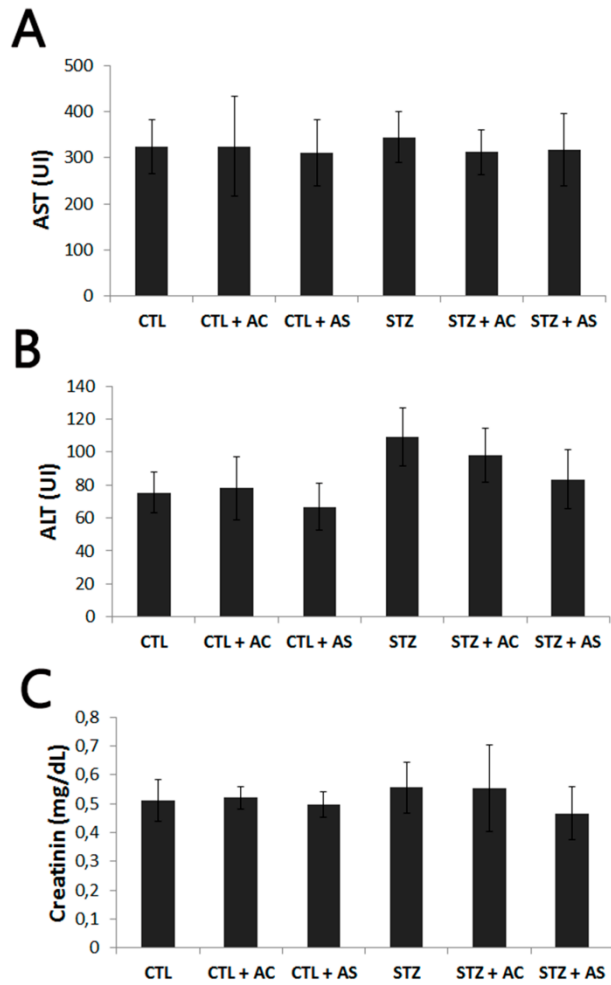 A
AST (UI)
500
400
300
200
100
0
CTL CTL + AC CTL + AS STZ STZ + AC STZ + AS
B
ALT (UI)
140
120
100
80
60
40
20
0
CTL CTL + AC CTL + AS STZ STZ + AC STZ + AS
C
Creatinin (mg/dL)
0,8
0,7
0,6
0,5
0,4
0,3
0,2
0,1
0
CTL CTL + AC CTL + AS STZ STZ + AC STZ + AS